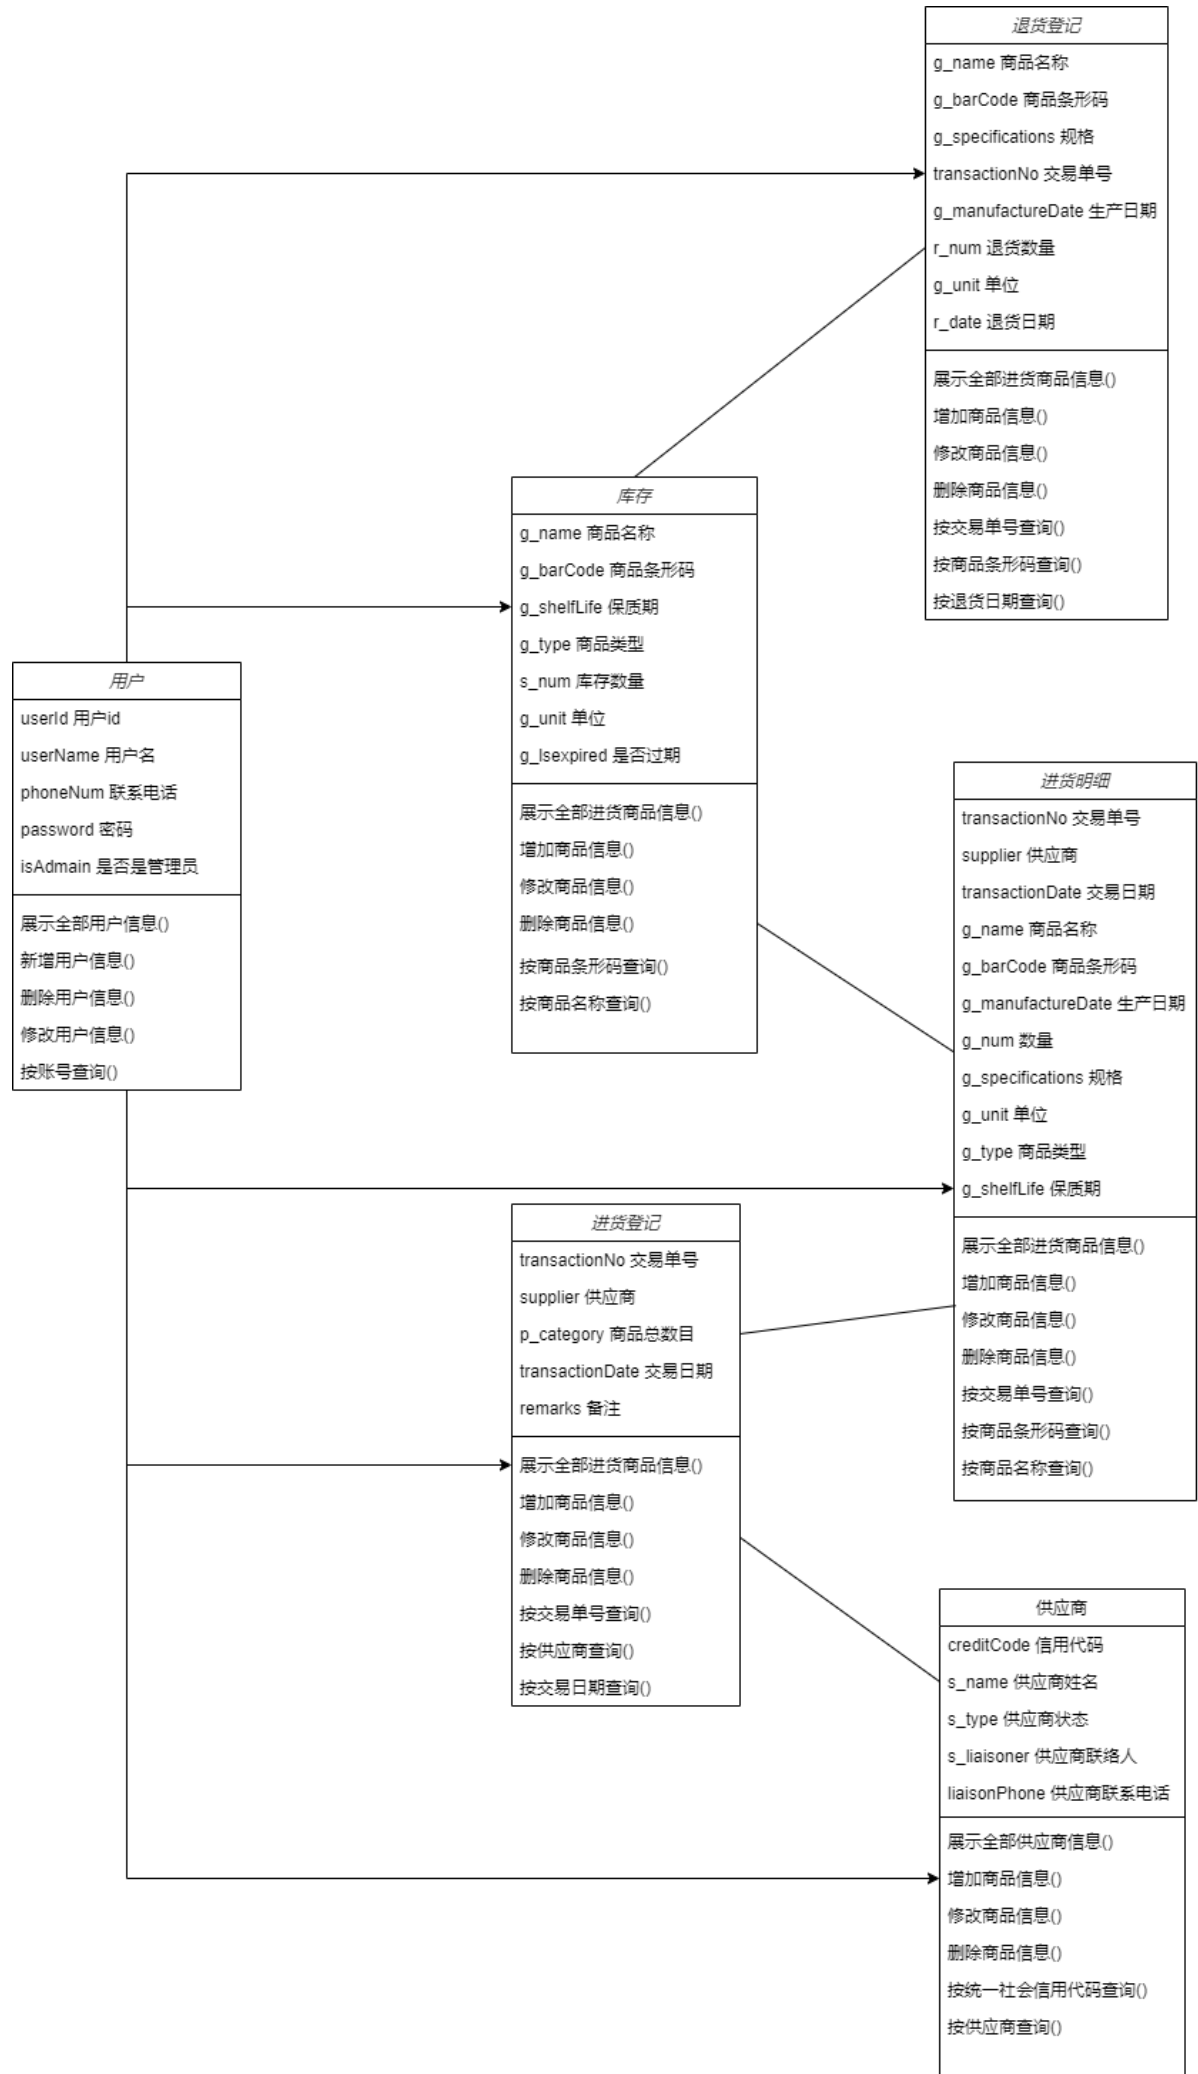 退货登记
g_name 商品名称
g_barCode 商品条形码
g_specifications 规格
transactionNo 交易单号
g_manufactureDate 生产日期
r_num 退货数量
g_unit 单位
r_date 退货日期
展示全部进货商品信息()
增加商品信息()
修改商品信息()
删除商品信息()
按交易单号查询()
按商品条形码查询()
按退货日期查询()
库存
g_name 商品名称
g_barCode 商品条形码
g_shelfLife 保质期
g_type 商品类型
s_num 库存数量
g_unit 单位
g_Isexpired 是否过期
展示全部进货商品信息()
增加商品信息()
修改商品信息()
删除商品信息()
按商品条形码查询()
按商品名称查询()
用户
userId 用户id
userName 用户名
phoneNum 联系电话
password 密码
isAdmain 是否是管理员
展示全部用户信息()
新增用户信息()
删除用户信息()
修改用户信息()
按账号查询()
进货明细
transactionNo 交易单号
supplier 供应商
transactionDate 交易日期
g_name 商品名称
g_barCode 商品条形码
g_manufactureDate 生产日期
g_num 数量
g_specifications 规格
g_unit 单位
g_type 商品类型
g_shelfLife 保质期
展示全部进货商品信息()
增加商品信息()
修改商品信息()
删除商品信息()
按交易单号查询()
按商品条形码查询()
按商品名称查询()
进货登记
transactionNo 交易单号
supplier 供应商
p_category 商品总数目
transactionDate 交易日期
remarks 备注
展示全部进货商品信息()
增加商品信息()
修改商品信息()
删除商品信息()
按交易单号查询()
按供应商查询()
按交易日期查询()
供应商
creditCode 信用代码
s_name 供应商姓名
s_type 供应商状态
s_liaisoner 供应商联络人
liaisonPhone 供应商联系电话
展示全部供应商信息()
增加商品信息()
修改商品信息()
删除商品信息()
按统一社会信用代码查询()
按供应商查询()